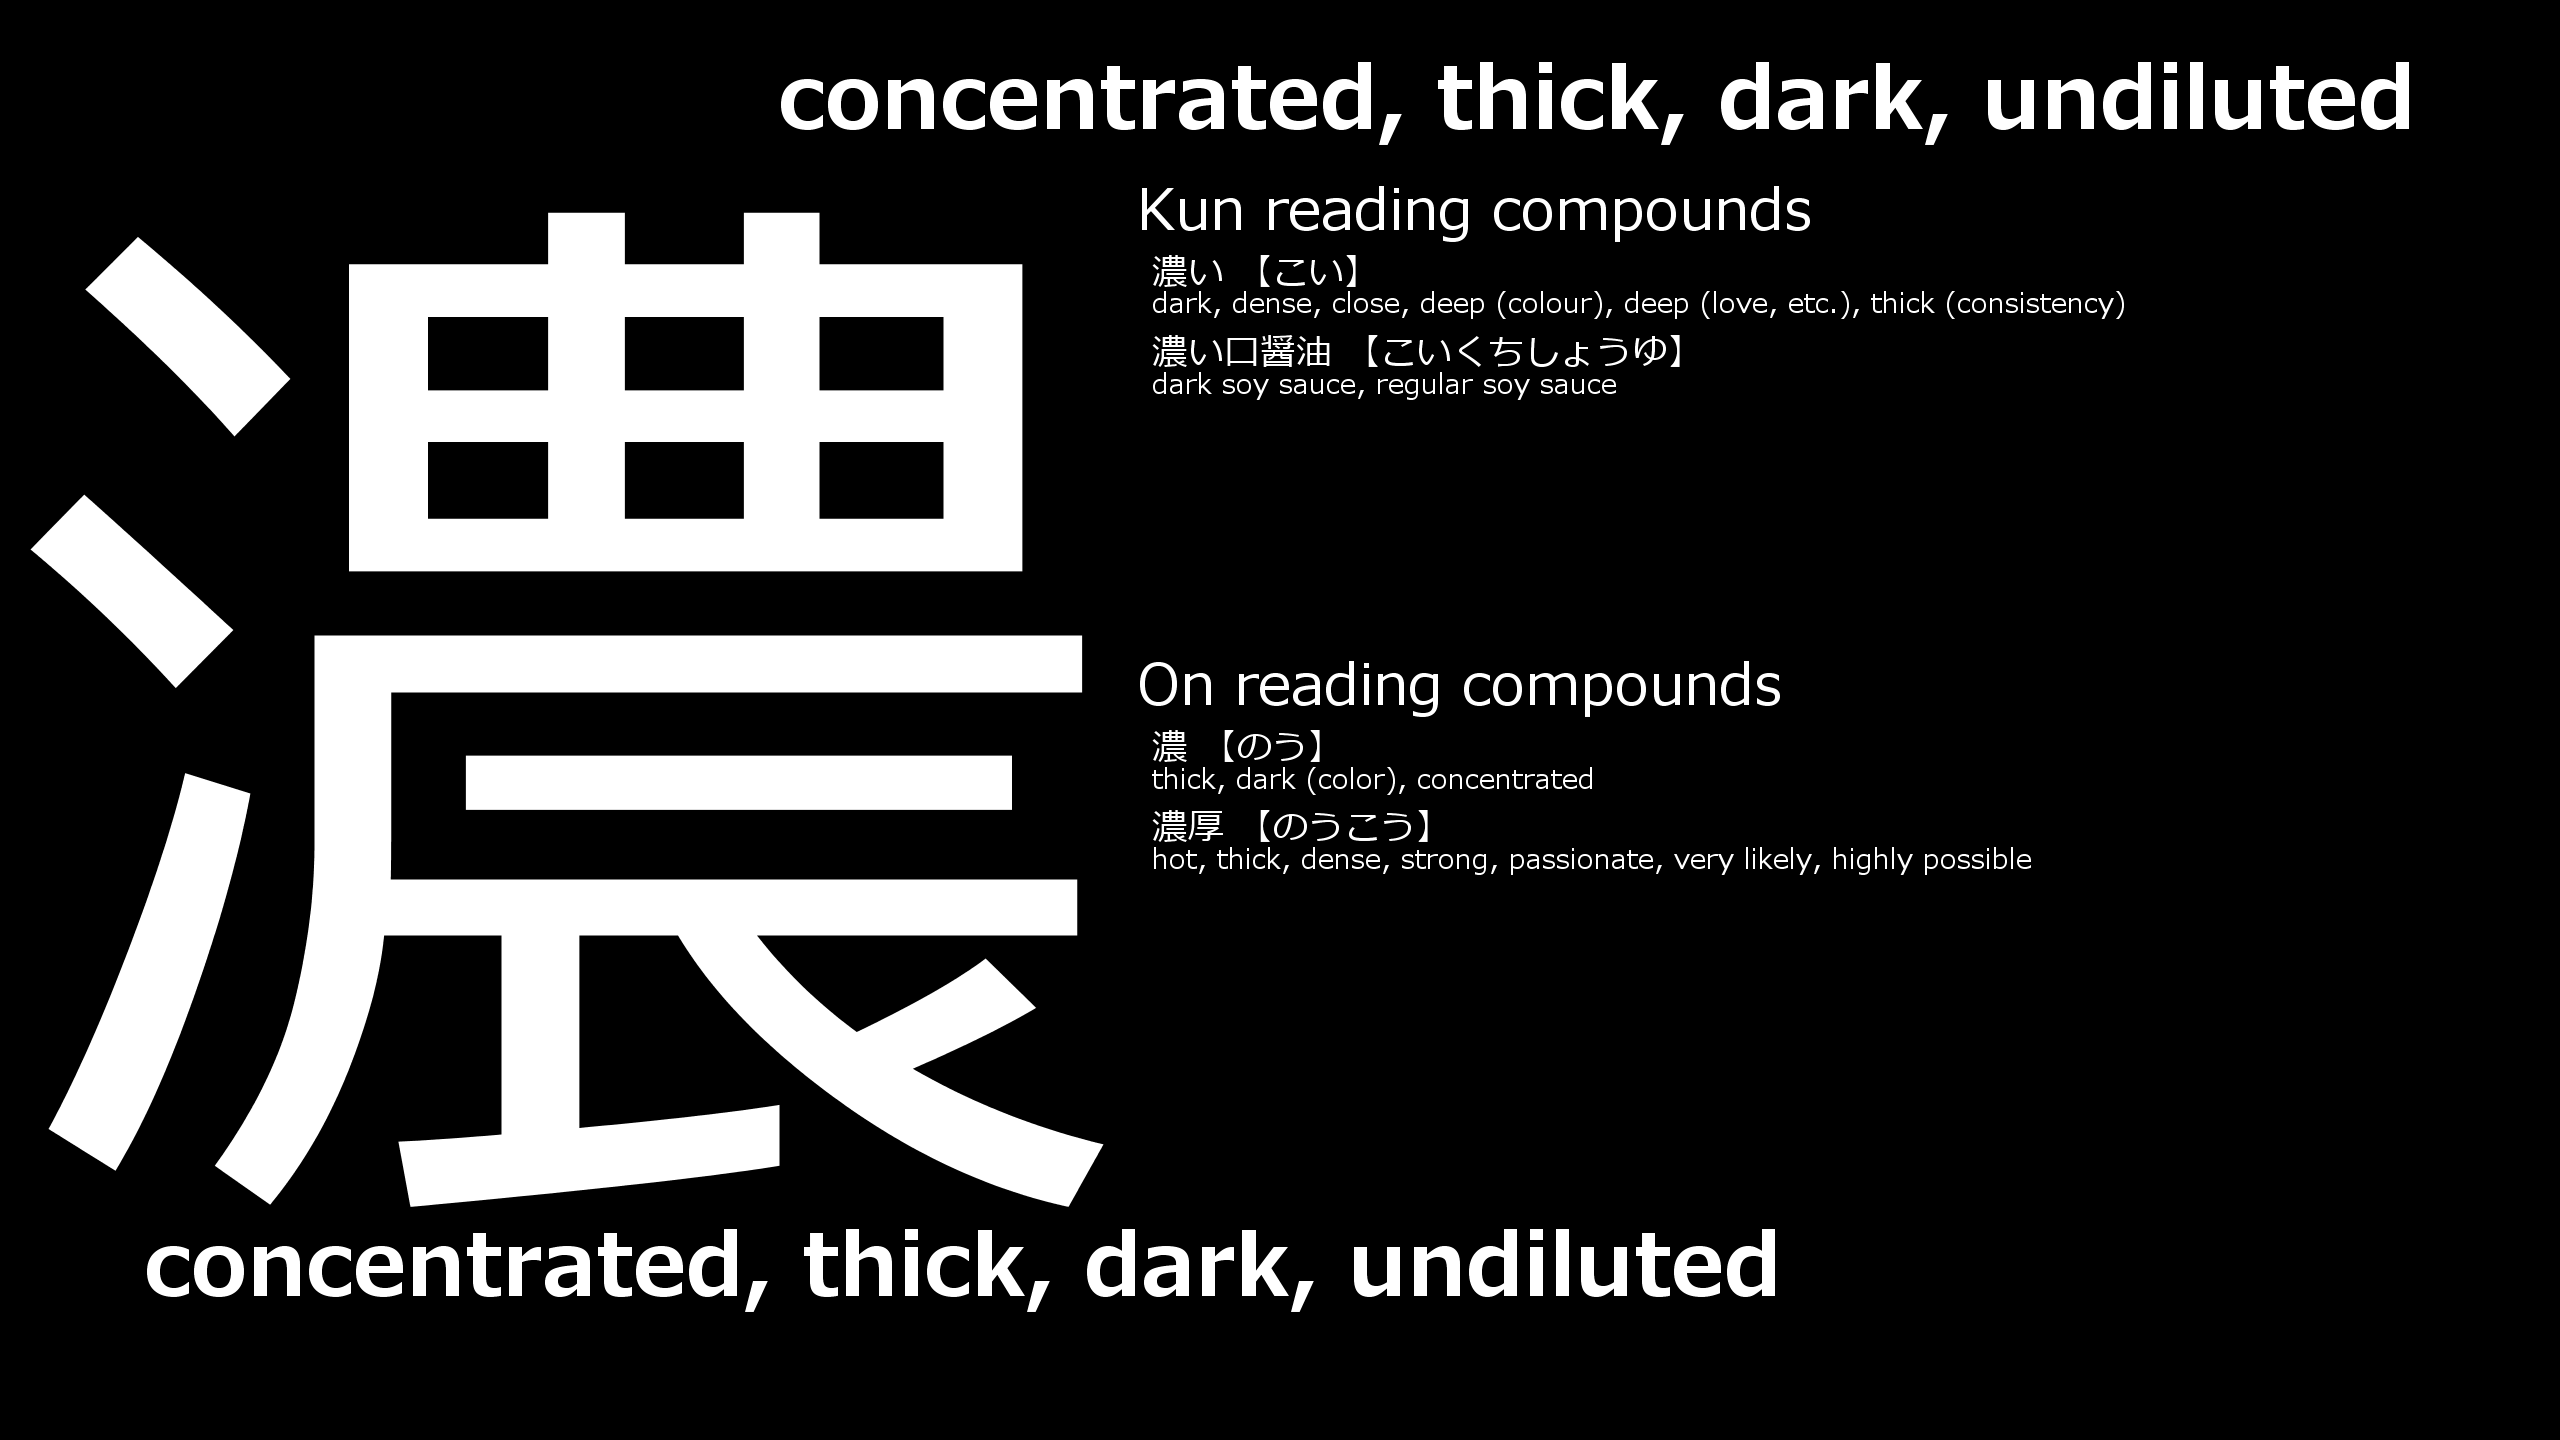 concentrated, thick, dark, undiluted
濃
Kun reading compounds
濃い 【こい】
dark, dense, close, deep (colour), deep (love, etc.), thick (consistency)
濃い口醤油 【こいくちしょうゆ】
dark soy sauce, regular soy sauce
On reading compounds
濃 【のう】
thick, dark (color), concentrated
濃厚 【のうこう】
hot, thick, dense, strong, passionate, very likely, highly possible
concentrated, thick, dark, undiluted